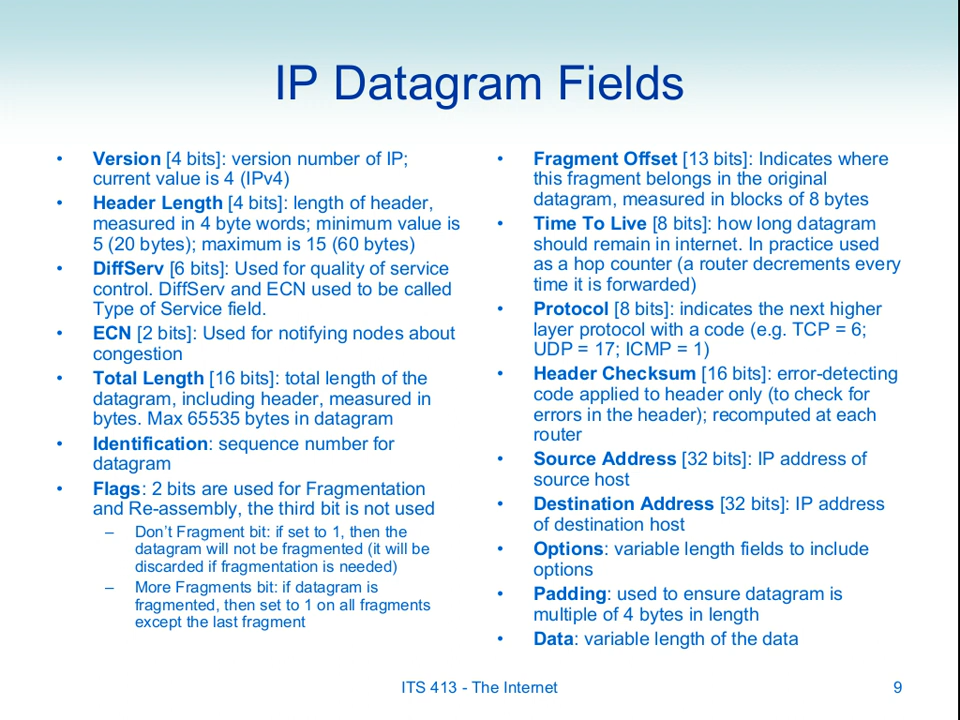 IP Datagram Fields
• Version [4 bits]: version number of IP;
current value is 4 (IPv4)
• Header Length [4 bits]: length of header,
measured in 4 byte words; minimum value is
5 (20 bytes); maximum is 15 (60 bytes)
• DiffServ [6 bits]: Used for quality of service
control. DiffServ and ECN used to be called
Type of Service field.
• ECN [2 bits]: Used for notifying nodes about
congestion
• Total Length [16 bits]: total length of the
datagram, including header, measured in
bytes. Max 65535 bytes in datagram
• Identification: sequence number for
datagram
• Flags: 2 bits are used for Fragmentation
and Re-assembly, the third bit is not used
– Don’t Fragment bit: if set to 1, then the
datagram will not be fragmented (it will be
discarded if fragmentation is needed)
– More Fragments bit: if datagram is
fragmented, then set to 1 on all fragments
except the last fragment
• Fragment Offset [13 bits]: Indicates where
this fragment belongs in the original
datagram, measured in blocks of 8 bytes
• Time To Live [8 bits]: how long datagram
should remain in internet. In practice used
as a hop counter (a router decrements every
time it is forwarded)
• Protocol [8 bits]: indicates the next higher
layer protocol with a code (e.g. TCP = 6;
UDP = 17; ICMP = 1)
• Header Checksum [16 bits]: error-detecting
code applied to header only (to check for
errors in the header); recomputed at each
router
• Source Address [32 bits]: IP address of
source host
• Destination Address [32 bits]: IP address
of destination host
• Options: variable length fields to include
options
• Padding: used to ensure datagram is
multiple of 4 bytes in length
• Data: variable length of the data
ITS 413 - The Internet
9